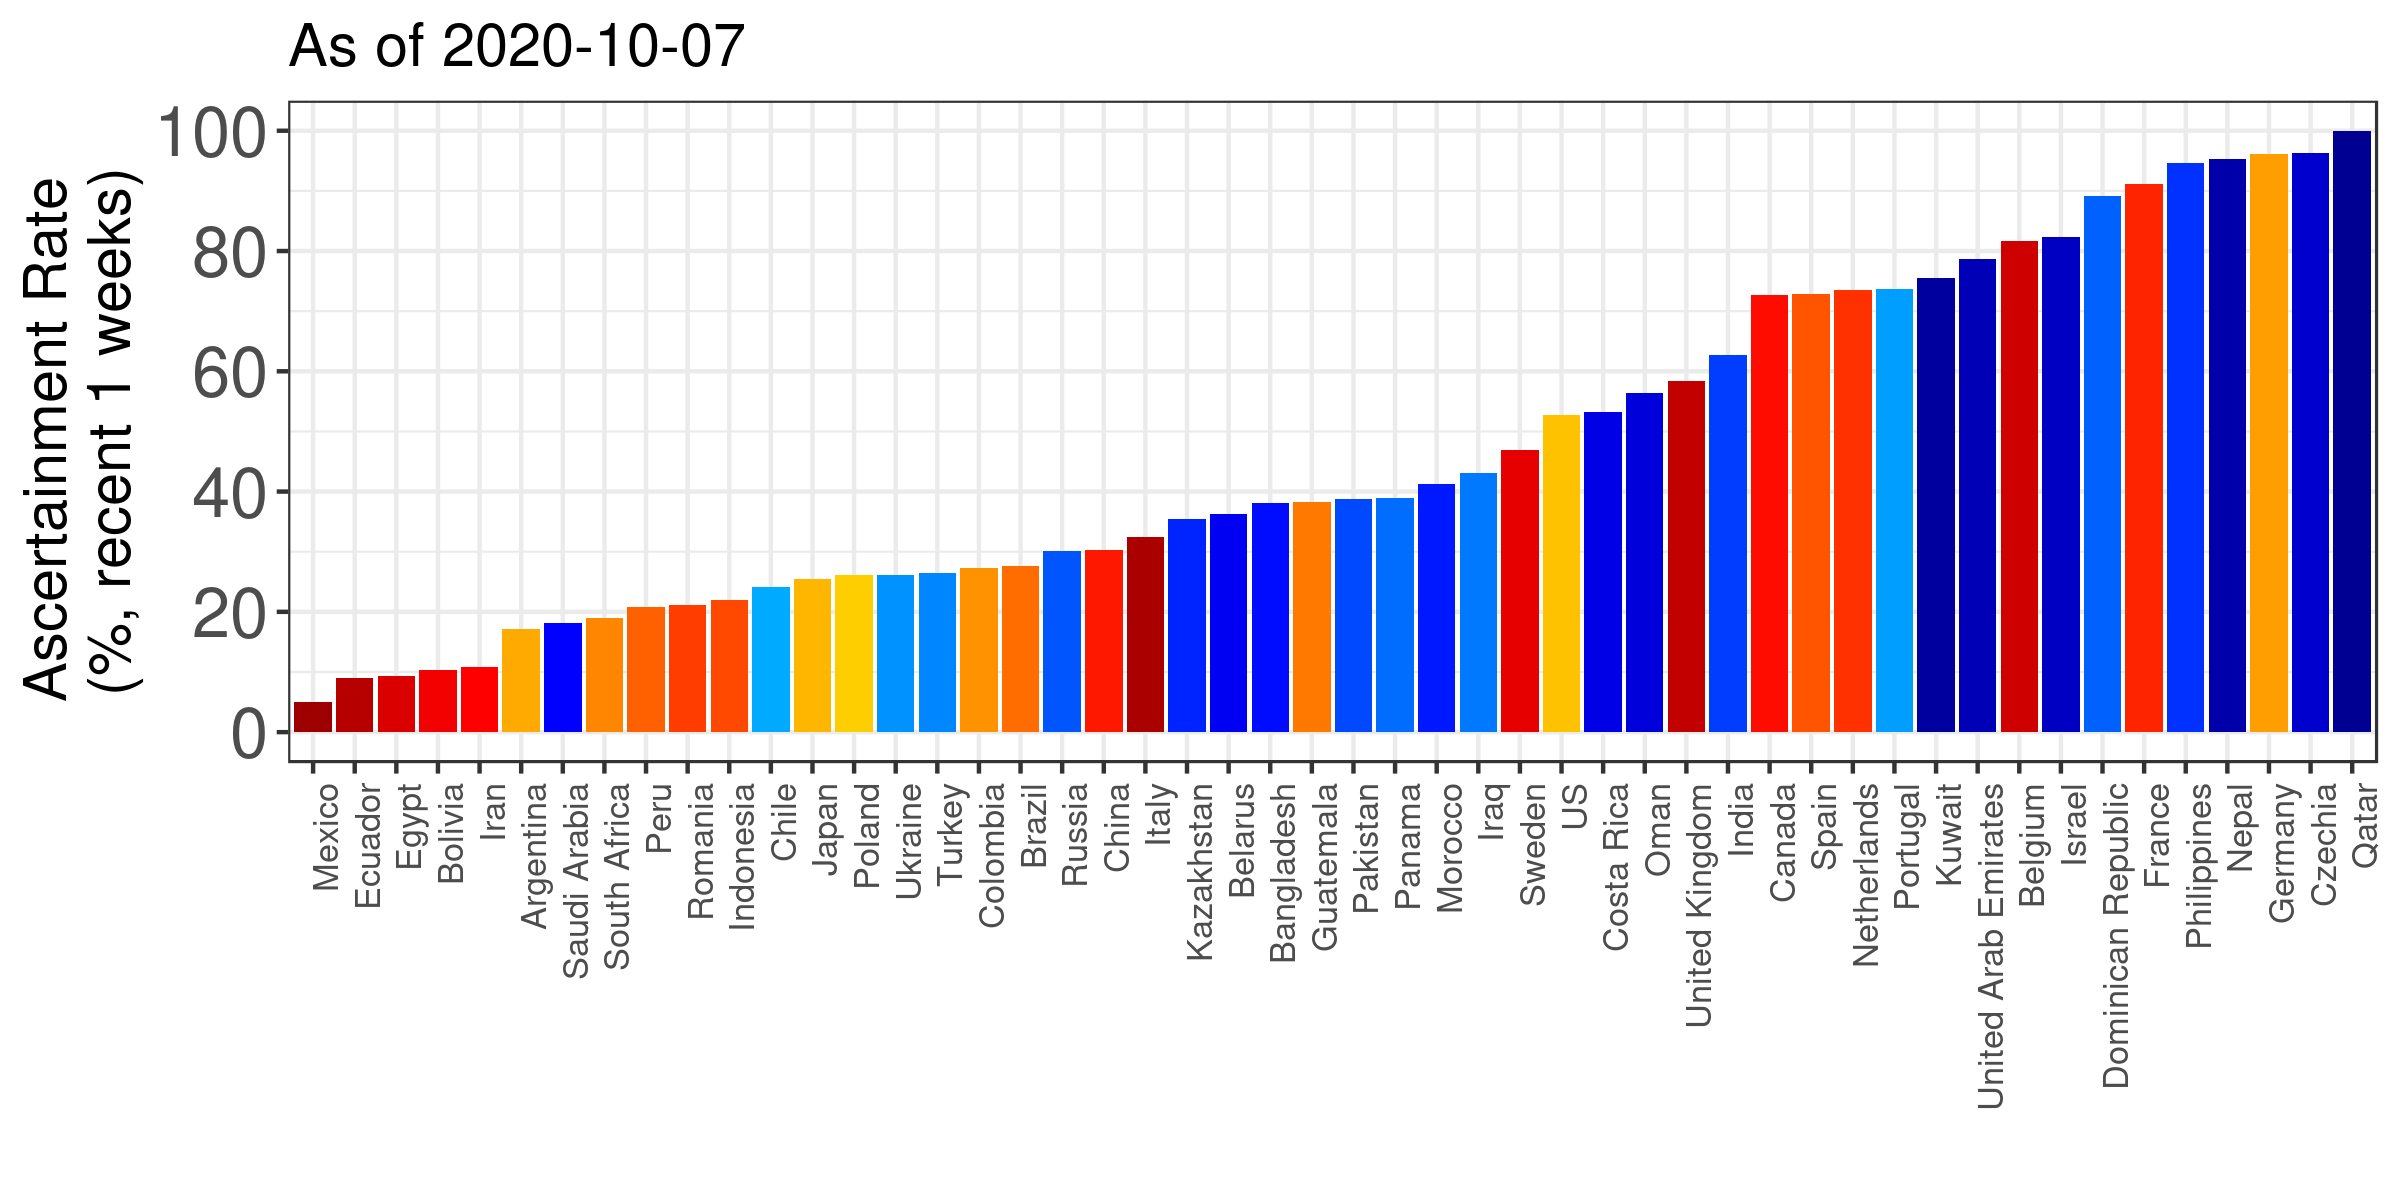 As of 2020-10-07
Ascertainment Rate
(%, recent 1 weeks)
100
80
60
40
20
0
Mexico
Ecuador
Egypt
Bolivia
Iran
Argentina
Saudi Arabia
South Africa
Peru
Romania
Indonesia
Chile
Japan
Poland
Ukraine
Turkey
Colombia
Brazil
Russia
China
Italy
Kazakhstan
Belarus
Bangladesh
Guatemala
Pakistan
Panama
Morocco
Iraq
Sweden
US
Costa Rica
Oman
United Kingdom
India
Canada
Spain
Netherlands
Portugal
Kuwait
United Arab Emirates
Belgium
Israel
Dominican Republic
France
Philippines
Nepal
Germany
Czechia
Qatar